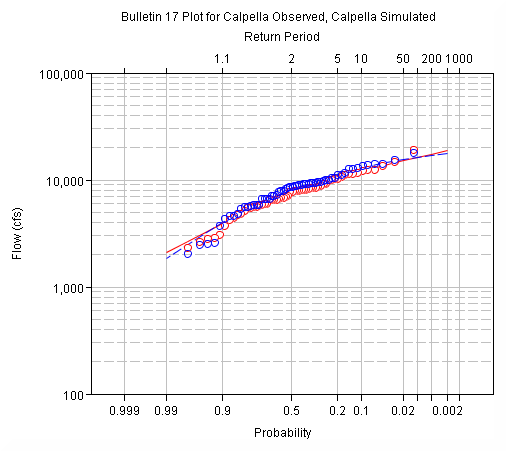 Bulletin 17 Plot for Calpella Observed, Calpella Simulated
Return Period
1.1 2 5 10 50 200 1000
100,000
10,000
1,000
100
Flow (cfs)
0.999 0.99 0.9 0.5 0.2 0.1 0.02 0.002
Probability